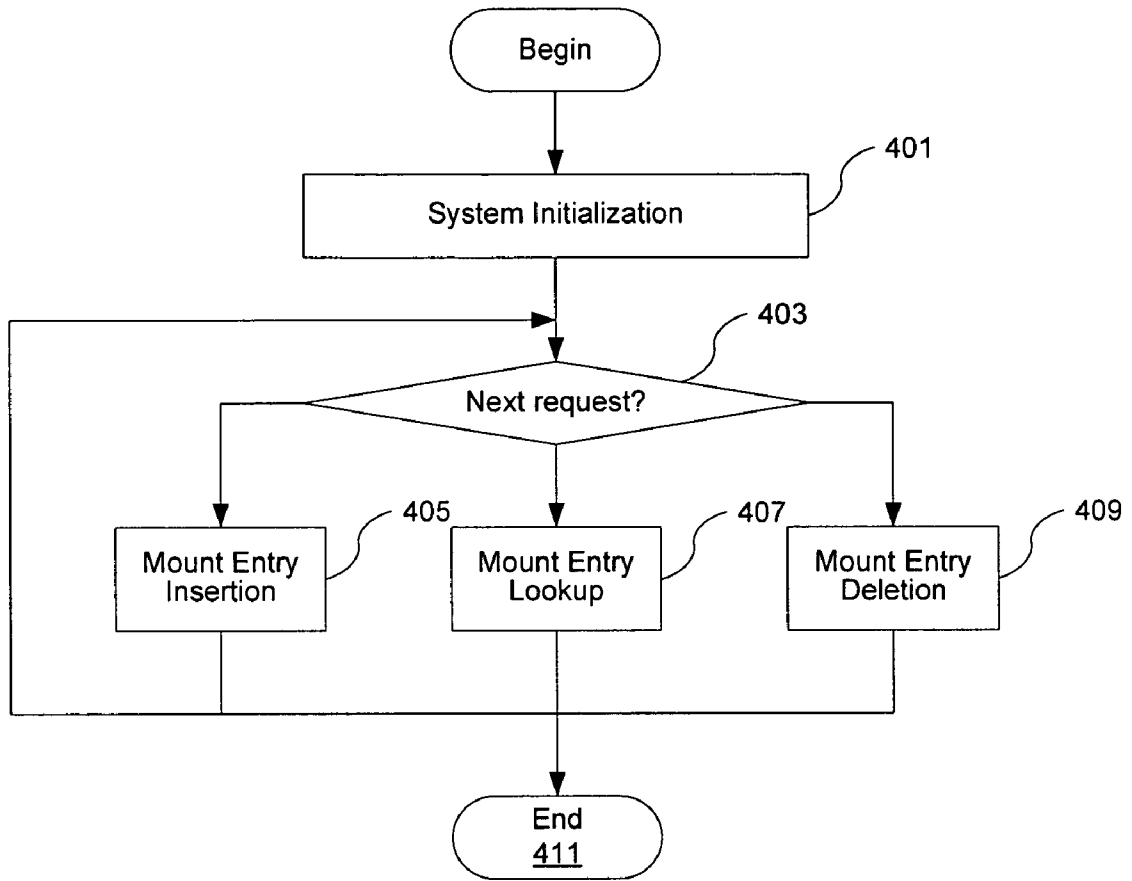 Begin
401
System Initialization
403
Next request?
405
407
409
Mount Entry
Insertion
Mount Entry
Lookup
Mount Entry
Deletion
End
411